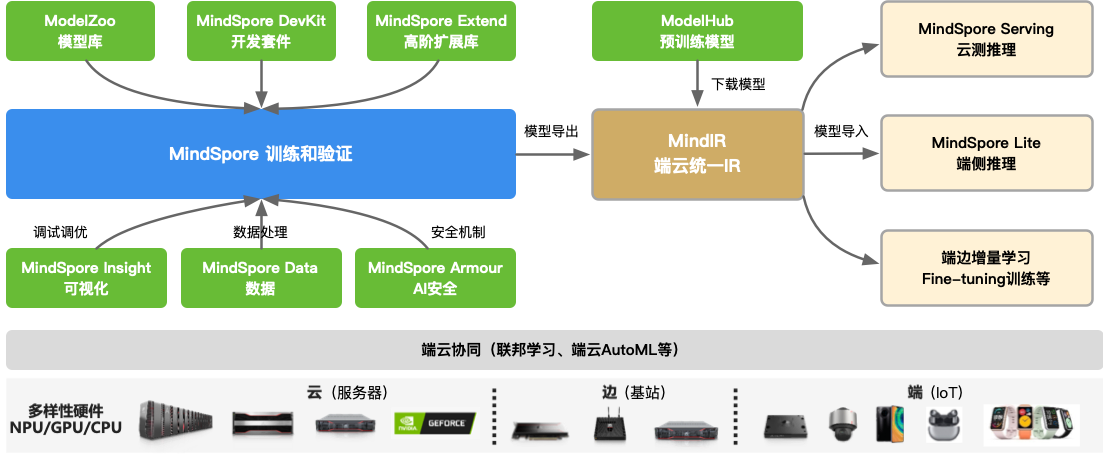 ModelZoo
模型库
MindSpore DevKit
开发套件
MindSpore Extend
高阶扩展库
ModelHub
预训练模型
MindSpore Serving
云测推理
下载模型
MindSpore 训练和验证
模型导出
MindIR
端云统一IR
模型导入
MindSpore Lite
端侧推理
调试调优
数据处理
安全机制
MindSpore Insight
可视化
MindSpore Data
数据
MindSpore Armour
AI安全
端边增量学习
Fine-tuning训练等
端云协同（联邦学习、端云AutoML等）
多样性硬件
NPU/GPU/CPU
云（服务器）
边（基站）
端（IoT）
NVIDIA
GEFORCE